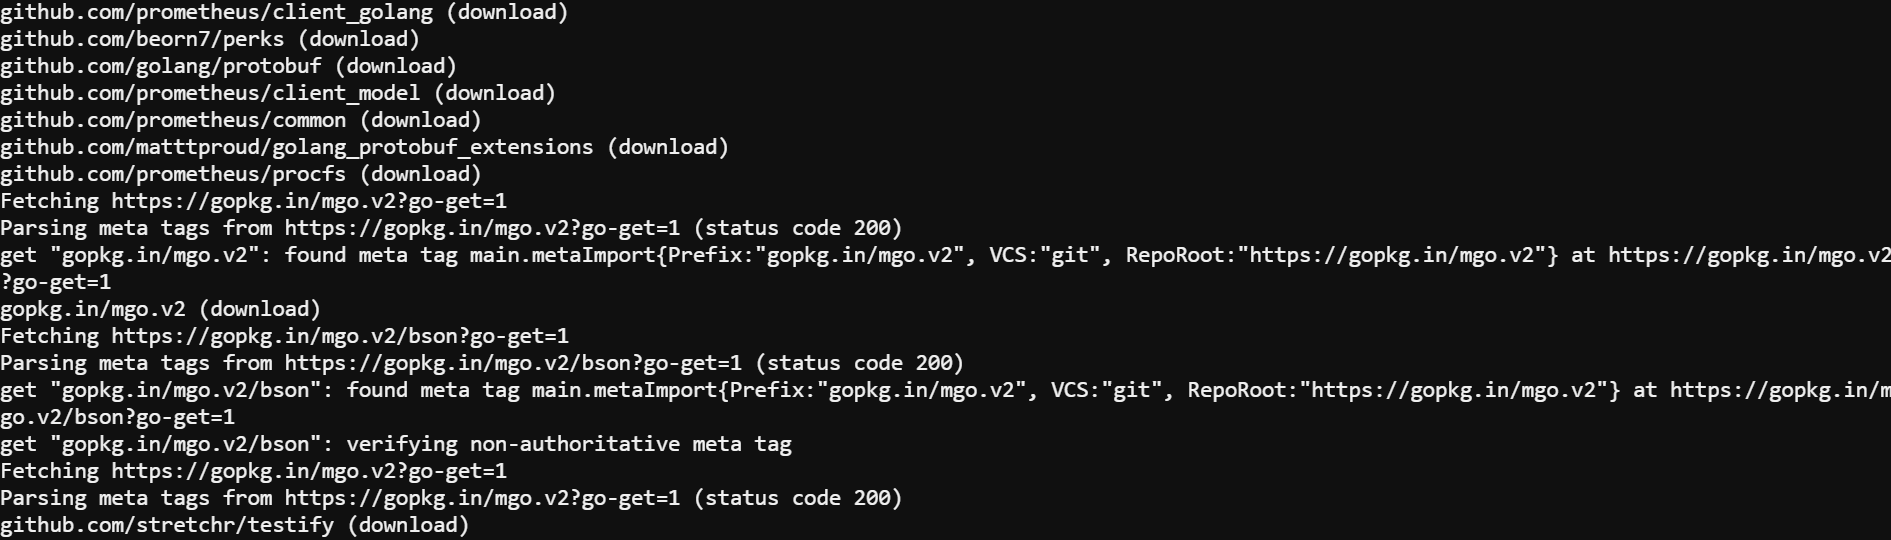 github.com/prometheus/client_golang (download)
github.com/beorn7/perks (download)
github.com/golang/protobuf (download)
github.com/prometheus/client_model (download)
github.com/prometheus/common (download)
github.com/matttproud/golang_protobuf_extensions (download)
github.com/prometheus/procfs (download)
Fetching https://gopkg.in/mgo.v2?go-get=1
Parsing meta tags from https://gopkg.in/mgo.v2?go-get=1 (status code 200)
get "gopkg.in/mgo.v2": found meta tag main.metaImport{Prefix:"gopkg.in/mgo.v2", VCS:"git", RepoRoot:"https://gopkg.in/mgo.v2"} at https://gopkg.in/mgo.v2
?go-get=1
gopkg.in/mgo.v2 (download)
Fetching https://gopkg.in/mgo.v2/bson?go-get=1
Parsing meta tags from https://gopkg.in/mgo.v2/bson?go-get=1 (status code 200)
get "gopkg.in/mgo.v2/bson": found meta tag main.metaImport{Prefix:"gopkg.in/mgo.v2", VCS:"git", RepoRoot:"https://gopkg.in/mgo.v2"} at https://gopkg.in/m
go.v2/bson?go-get=1
get "gopkg.in/mgo.v2/bson": verifying non-authoritative meta tag
Fetching https://gopkg.in/mgo.v2?go-get=1
Parsing meta tags from https://gopkg.in/mgo.v2?go-get=1 (status code 200)
github.com/stretchr/testify (download)